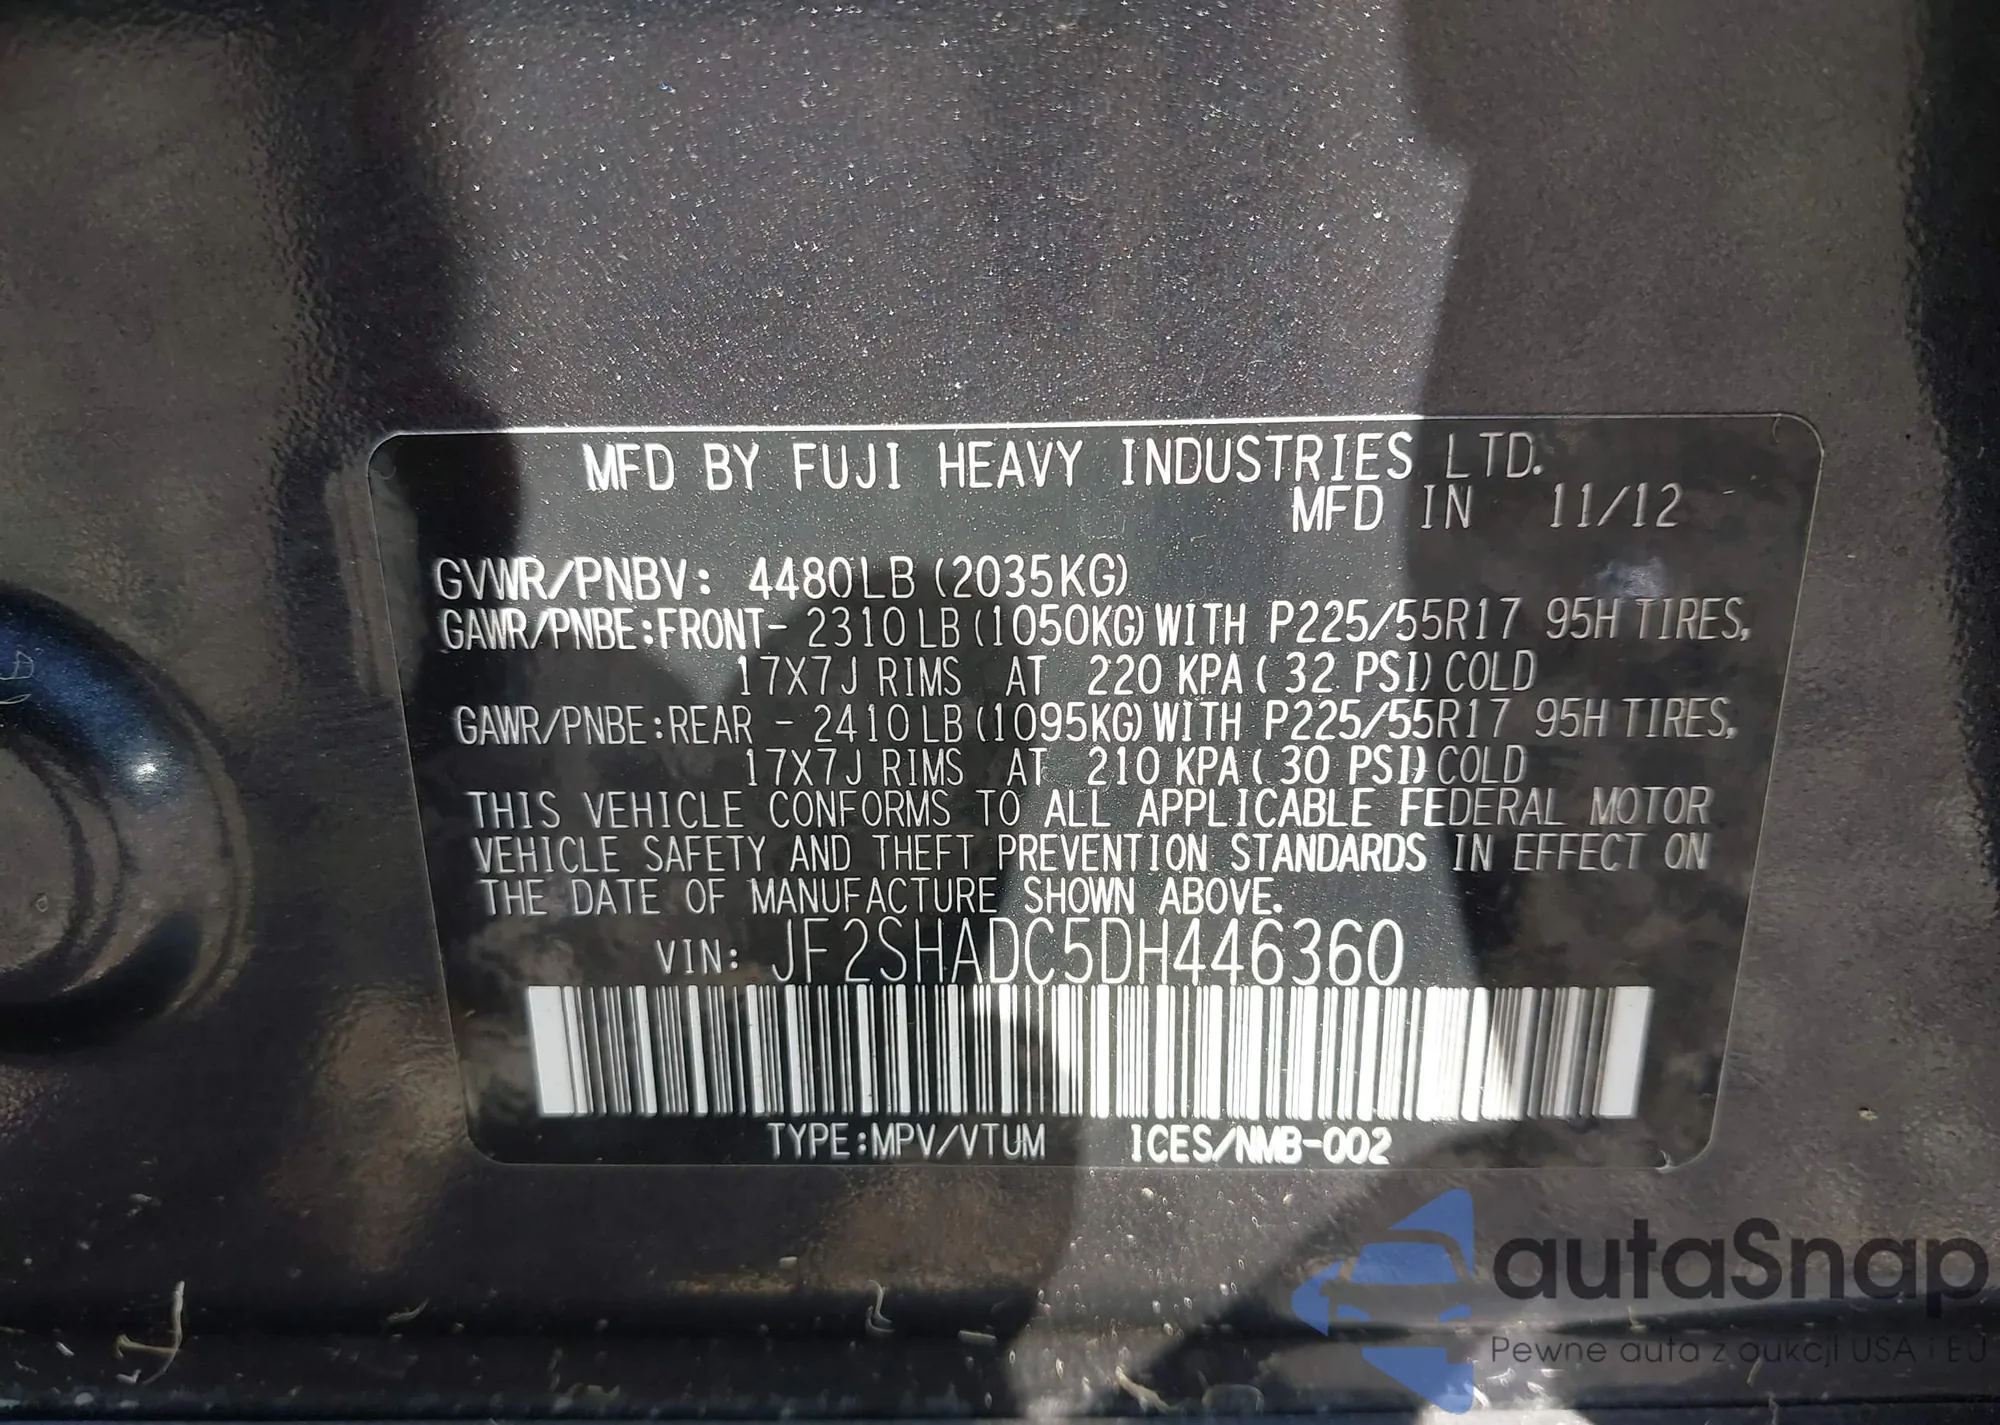 MFD BY FUJI HEAVY INDUSTRIES LTD.
MFD IN 11/12
GVWR/PNBV: 4480LB (2035KG)
GAWR/PNBE:FRONT- 2310LB (1050KG) WITH P225/55R17 95H TIRES,
17X7J RIMS AT 220 KPA ( 32 PSI) COLD
GAWR/PNBE:REAR - 2410LB (1095KG) WITH P225/55R17 95H TIRES,
17X7J RIMS AT 210 KPA ( 30 PSI) COLD
THIS VEHICLE CONFORMS TO ALL APPLICABLE FEDERAL MOTOR
VEHICLE SAFETY AND THEFT PREVENTION STANDARDS IN EFFECT ON
THE DATE OF MANUFACTURE SHOWN ABOVE.
VIN: JF2SHADC5DH446360
TYPE:MPV/VTUM ICES/NMB-002
autaSnap
Pewne auta z aukcji USA i EU